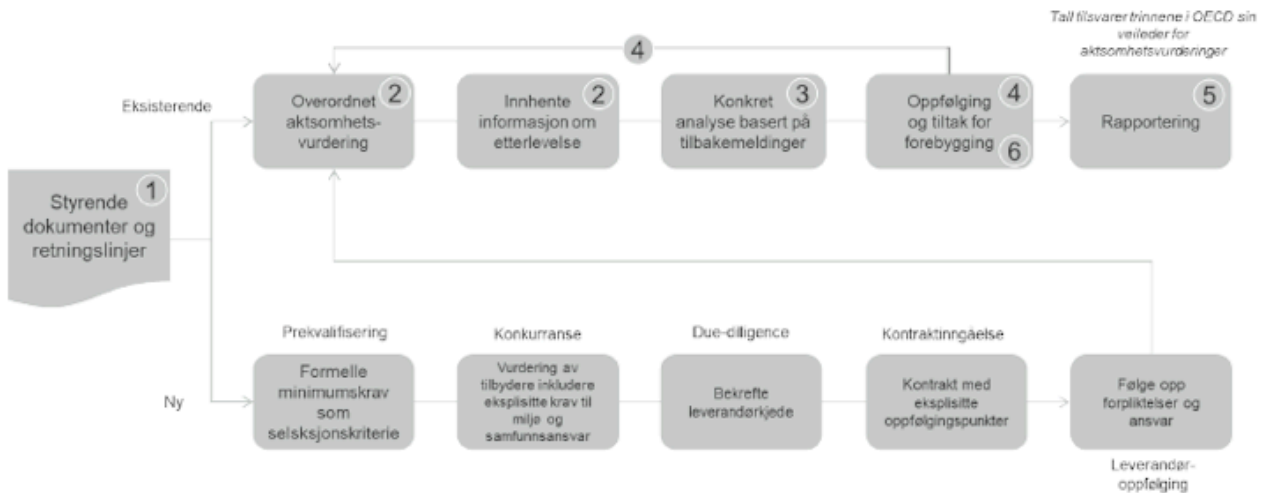 Tall tilsvarer trinnene i OECD sin
veileder for
aktsomhetsvurderinger
4
Eksisterende
Overordnet
aktsomhets-
vurdering
2
Innhente
informasjon om
etterlevelse
2
Konkret
analyse basert på
tilbakemeldinger
3
Oppfølging
og tiltak for
forebygging
4
6
Rapportering
5
Styrende
dokumenter og
retningslinjer
1
Ny
Prekvalifisering
Formelle
minimumskrav
som
selsksjonskriterie
Konkurranse
Vurdering av
tilbydere inkludere
eksplisitte krav til
miljø og
samfunnsansvar
Due-diligence
Bekrefte
leverandørkjede
Kontraktinngåelse
Kontrakt med
eksplisitte
oppfølgingspunkter
Følge opp
forpliktelser og
ansvar
Leverandør-
oppfølging